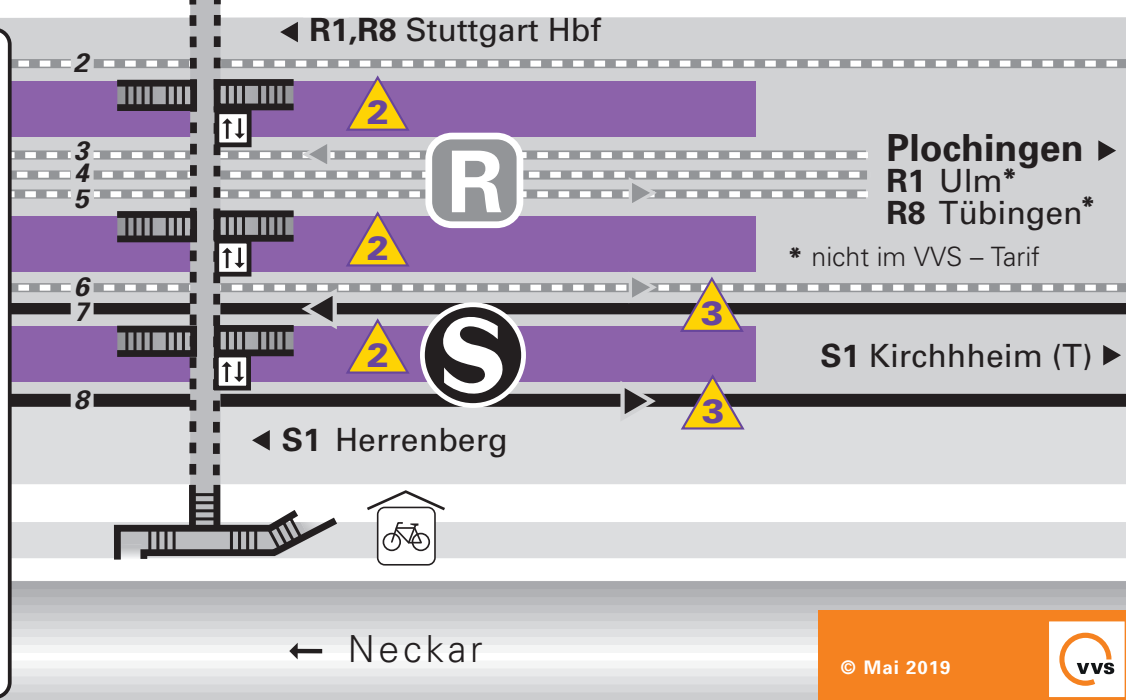 R1,R8 Stuttgart Hbf
2
2
3
4
5
R
Plochingen
R1 Ulm*
R8 Tübingen*
* nicht im VVS – Tarif
2
6
7
3
2
S
S1 Kirchhheim (T)
8
3
S1 Herrenberg
Neckar
© Mai 2019
VVS